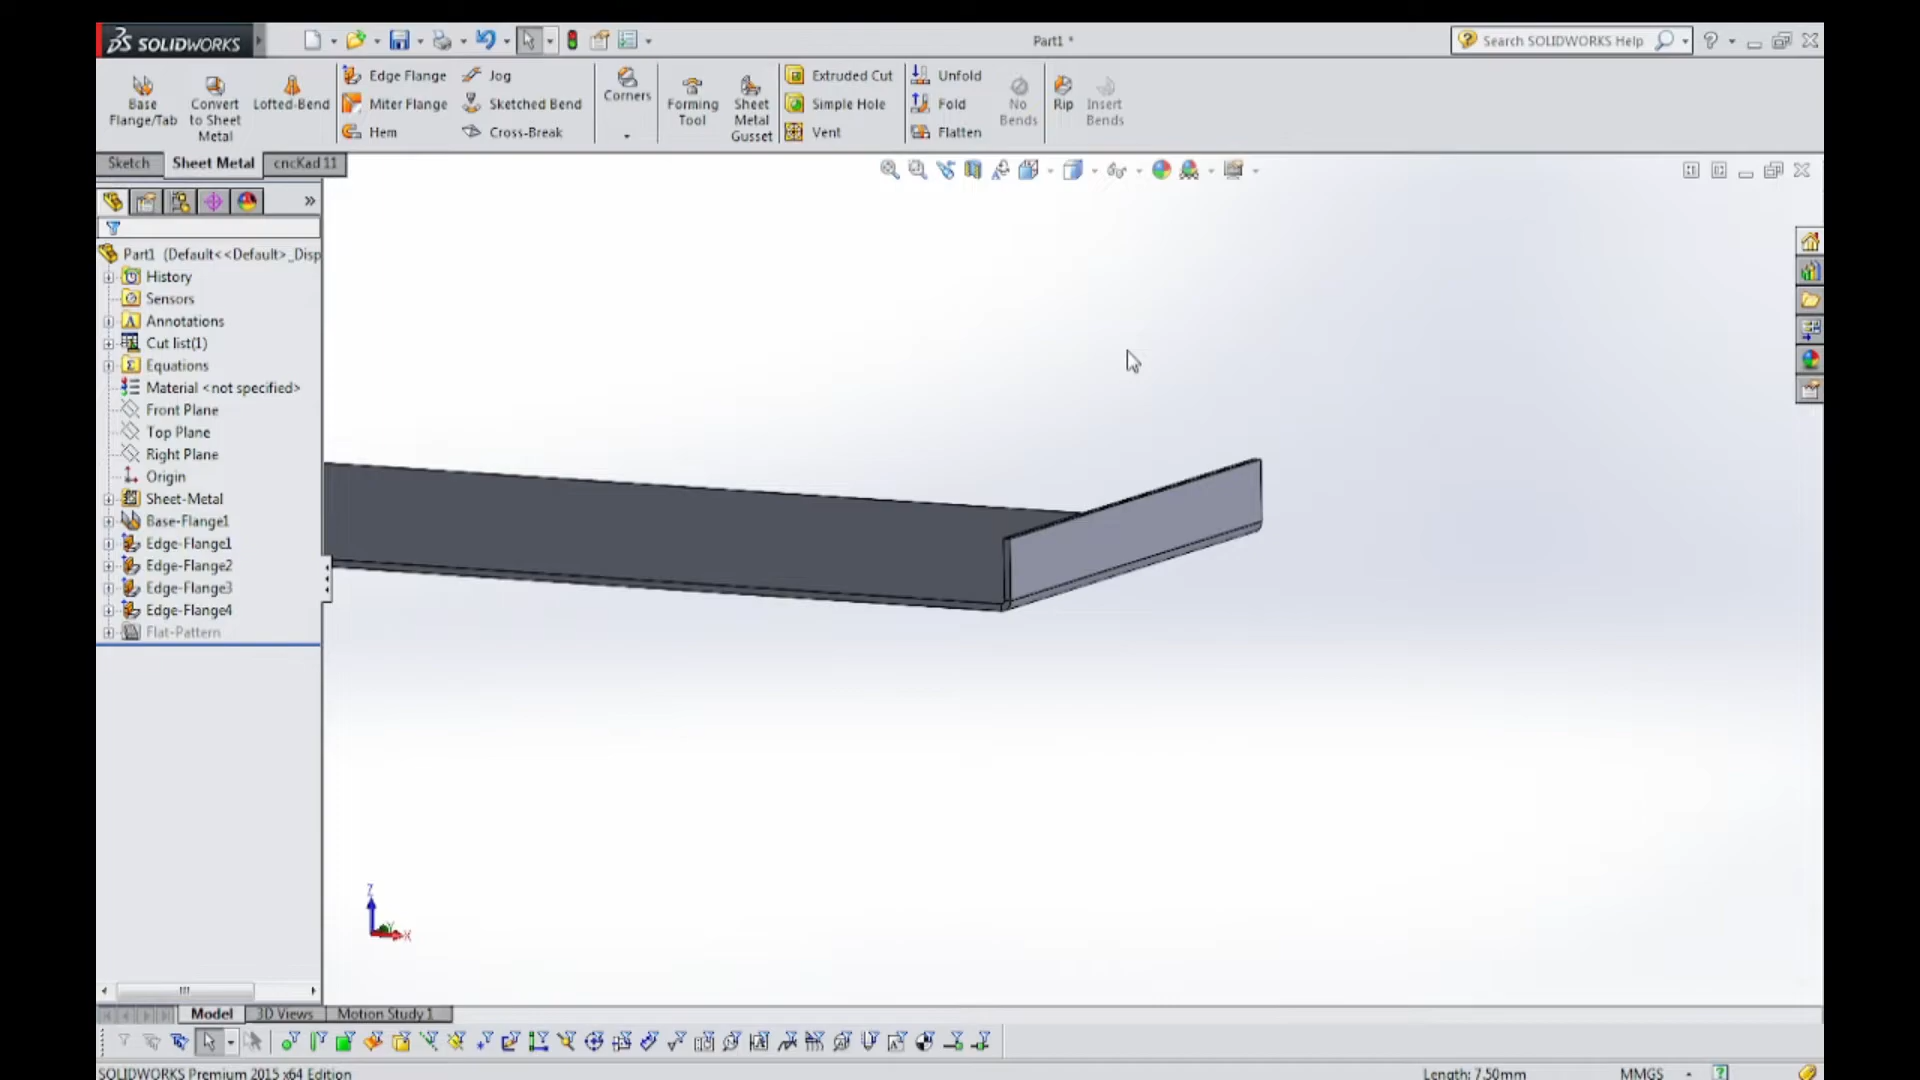 SOLIDWORKS
Part1 *
Search SOLIDWORKS Help
Base Flange/Tab
Convert to Sheet Metal
Lofted-Bend
Edge Flange
Miter Flange
Hem
Jog
Sketched Bend
Cross-Break
Corners
Forming Tool
Sheet Metal Gusset
Extruded Cut
Simple Hole
Vent
Unfold
Fold
Flatten
No Bends
Rip
Insert Bends
Sketch
Sheet Metal
cncKad 11
Part1 (Default<<Default>_Disp
History
Sensors
Annotations
Cut list(1)
Equations
Material <not specified>
Front Plane
Top Plane
Right Plane
Origin
Sheet-Metal
Base-Flange1
Edge-Flange1
Edge-Flange2
Edge-Flange3
Edge-Flange4
Flat-Pattern
Z
Y
X
Model
3D Views
Motion Study 1
SOLIDWORKS Premium 2015 x64 Edition
Length: 7.50mm
MMGS